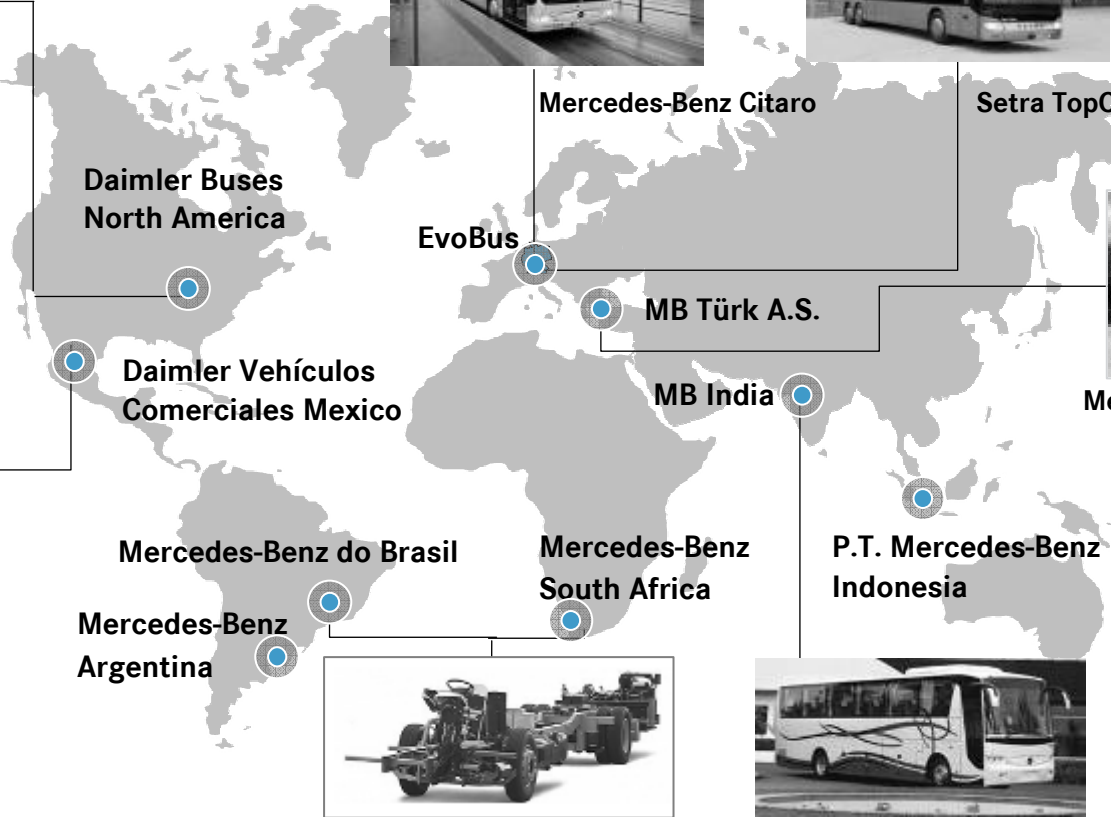 Mercedes-Benz Citaro
Setra TopC
Daimler Buses
North America
EvoBus
MB Türk A.S.
Daimler Vehículos
Comerciales Mexico
MB India
Mercedes-Benz do Brasil
Mercedes-Benz
South Africa
P.T. Mercedes-Benz
Indonesia
Mercedes-Benz
Argentina